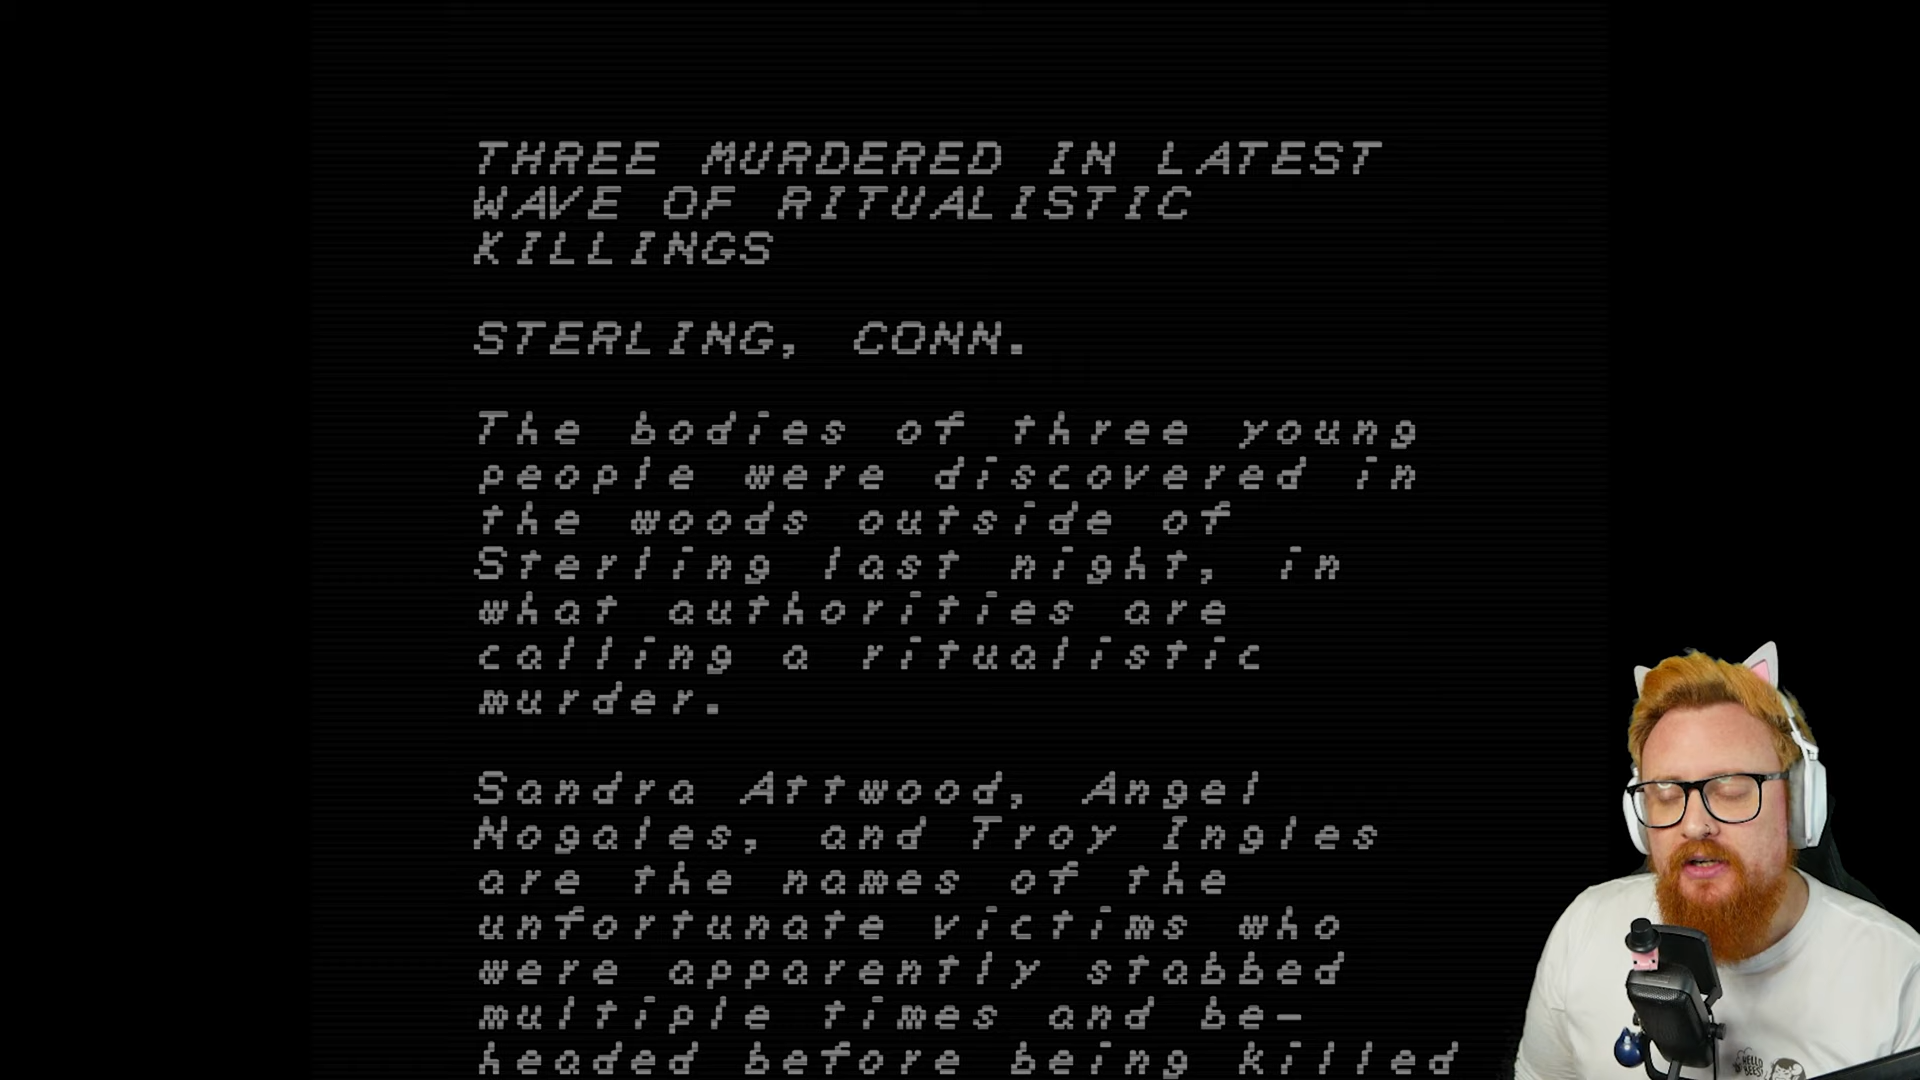 THREE MURDERED IN LATEST
WAVE OF RITUALISTIC
KILLINGS
STERLING, CONN.
The bodies of three young
people were discovered in
the woods outside of
Sterling last night, in
what authorities are
calling a ritualistic
murder.
Sandra Attwood, Angel
Nogales, and Troy Ingles
are the names of the
unfortunate victims who
were apparently stabbed
multiple times and be-
headed before being killed
HELLO
BEES!